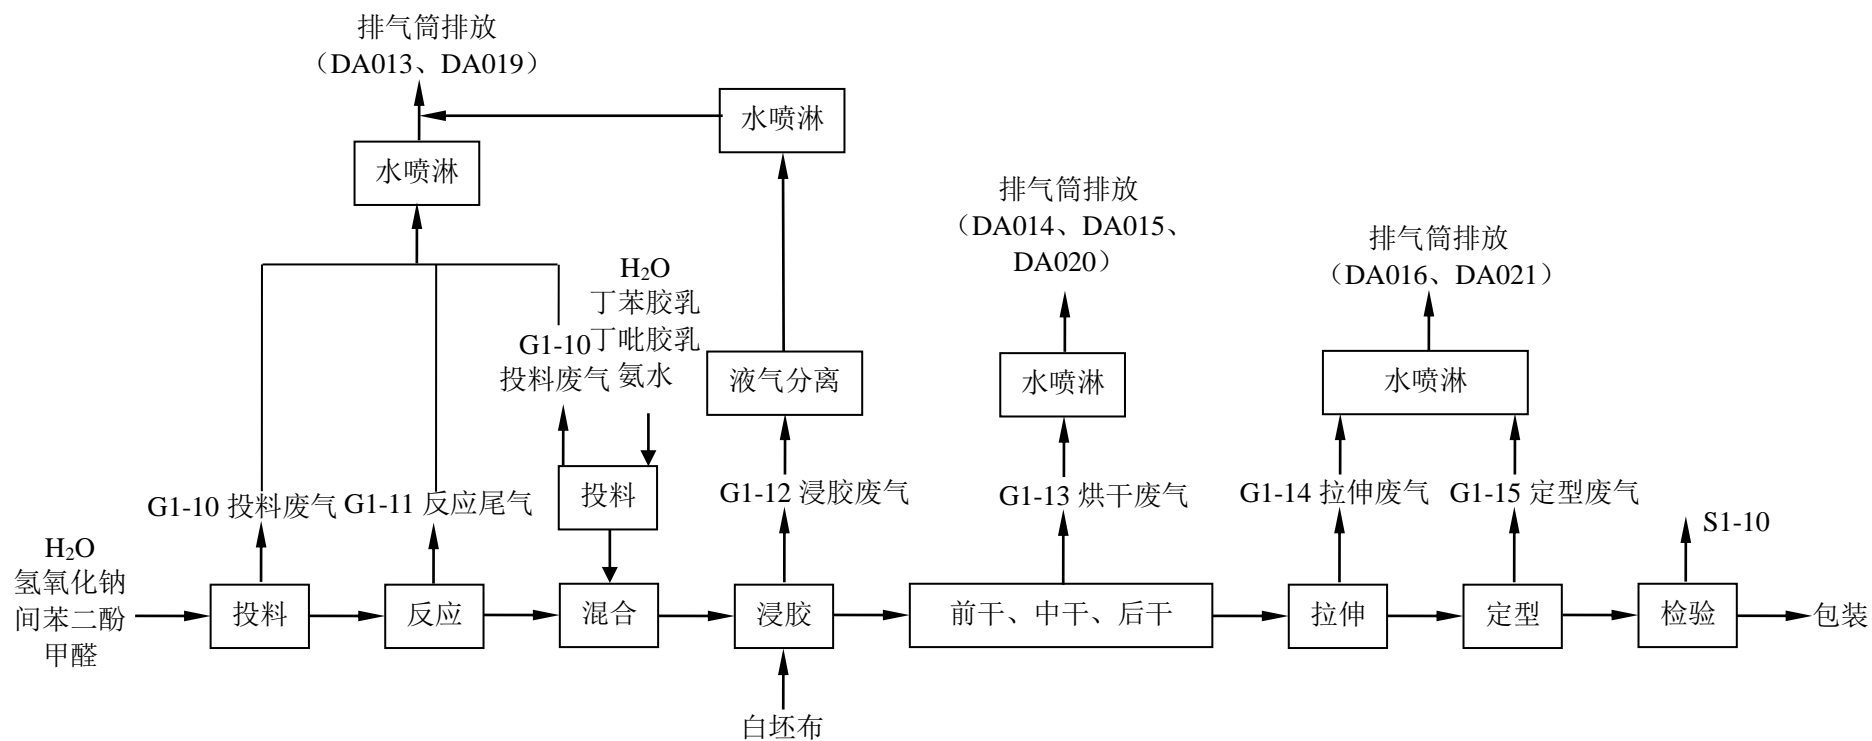 排气筒排放
（DA013、DA019）
水喷淋
水喷淋
排气筒排放
（DA014、DA015、
DA020）
排气筒排放
（DA016、DA021）
H₂O
丁苯胶乳
丁吡胶乳
氨水
G1-10
投料废气
液气分离
水喷淋
水喷淋
投料
G1-10 投料废气
G1-11 反应尾气
G1-12 浸胶废气
G1-13 烘干废气
G1-14 拉伸废气
G1-15 定型废气
S1-10
H₂O
氢氧化钠
间苯二酚
甲醛
投料
反应
混合
浸胶
前干、中干、后干
拉伸
定型
检验
包装
白坯布